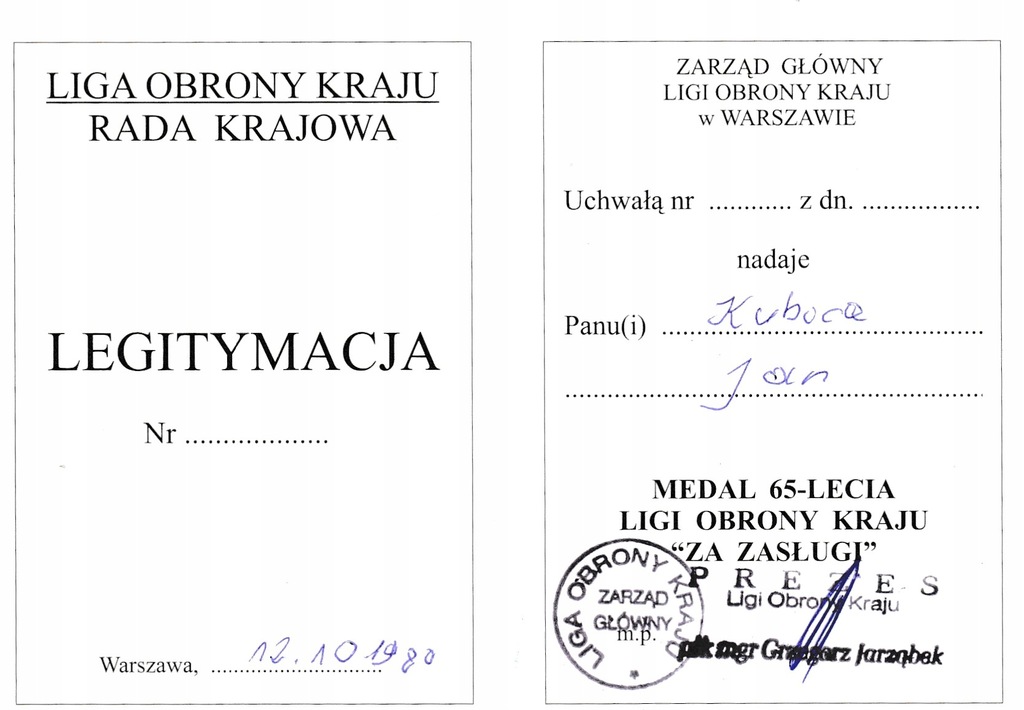 LIGA OBRONY KRAJU
RADA KRAJOWA
LEGITYMACJA
Nr ...................
Warszawa, 12.10.1980
ZARZĄD GŁÓWNY
LIGI OBRONY KRAJU
w WARSZAWIE
Uchwałą nr ............ z dn. .................
nadaje
Panu(i) Kuboca
Jan
MEDAL 65-LECIA
LIGI OBRONY KRAJU
“ZA ZASŁUGI”
LIGA OBRONY KRAJU
ZARZĄD
GŁÓWNY
m.p.
PREZES
Ligi Obrony Kraju
płk mgr Grzegorz Jarząbek